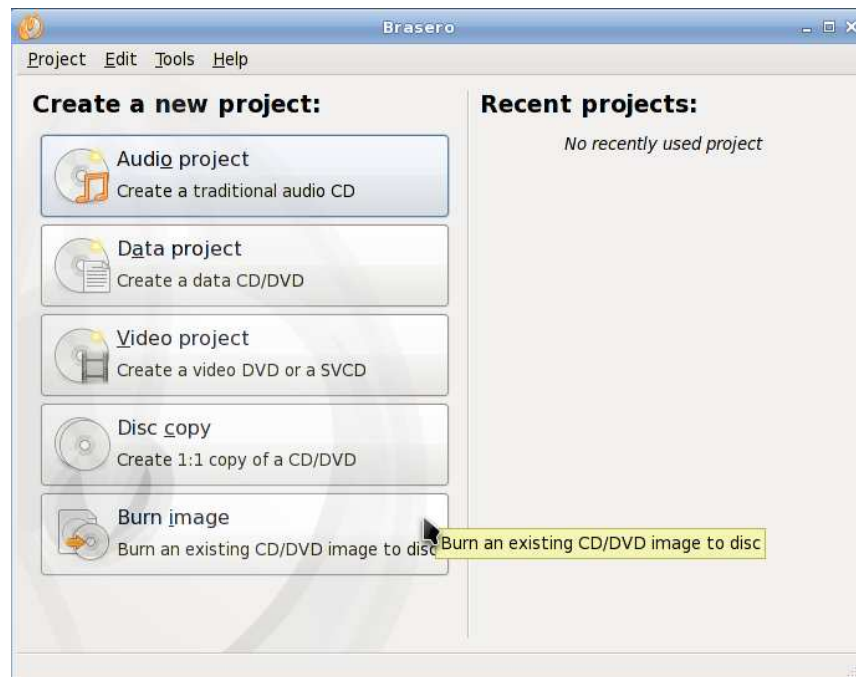 Brasero
Project Edit Tools Help
Create a new project:
Audio project
Create a traditional audio CD
Data project
Create a data CD/DVD
Video project
Create a video DVD or a SVCD
Disc copy
Create 1:1 copy of a CD/DVD
Burn image
Burn an existing CD/DVD image to disc
Burn an existing CD/DVD image to disc
Recent projects:
No recently used project